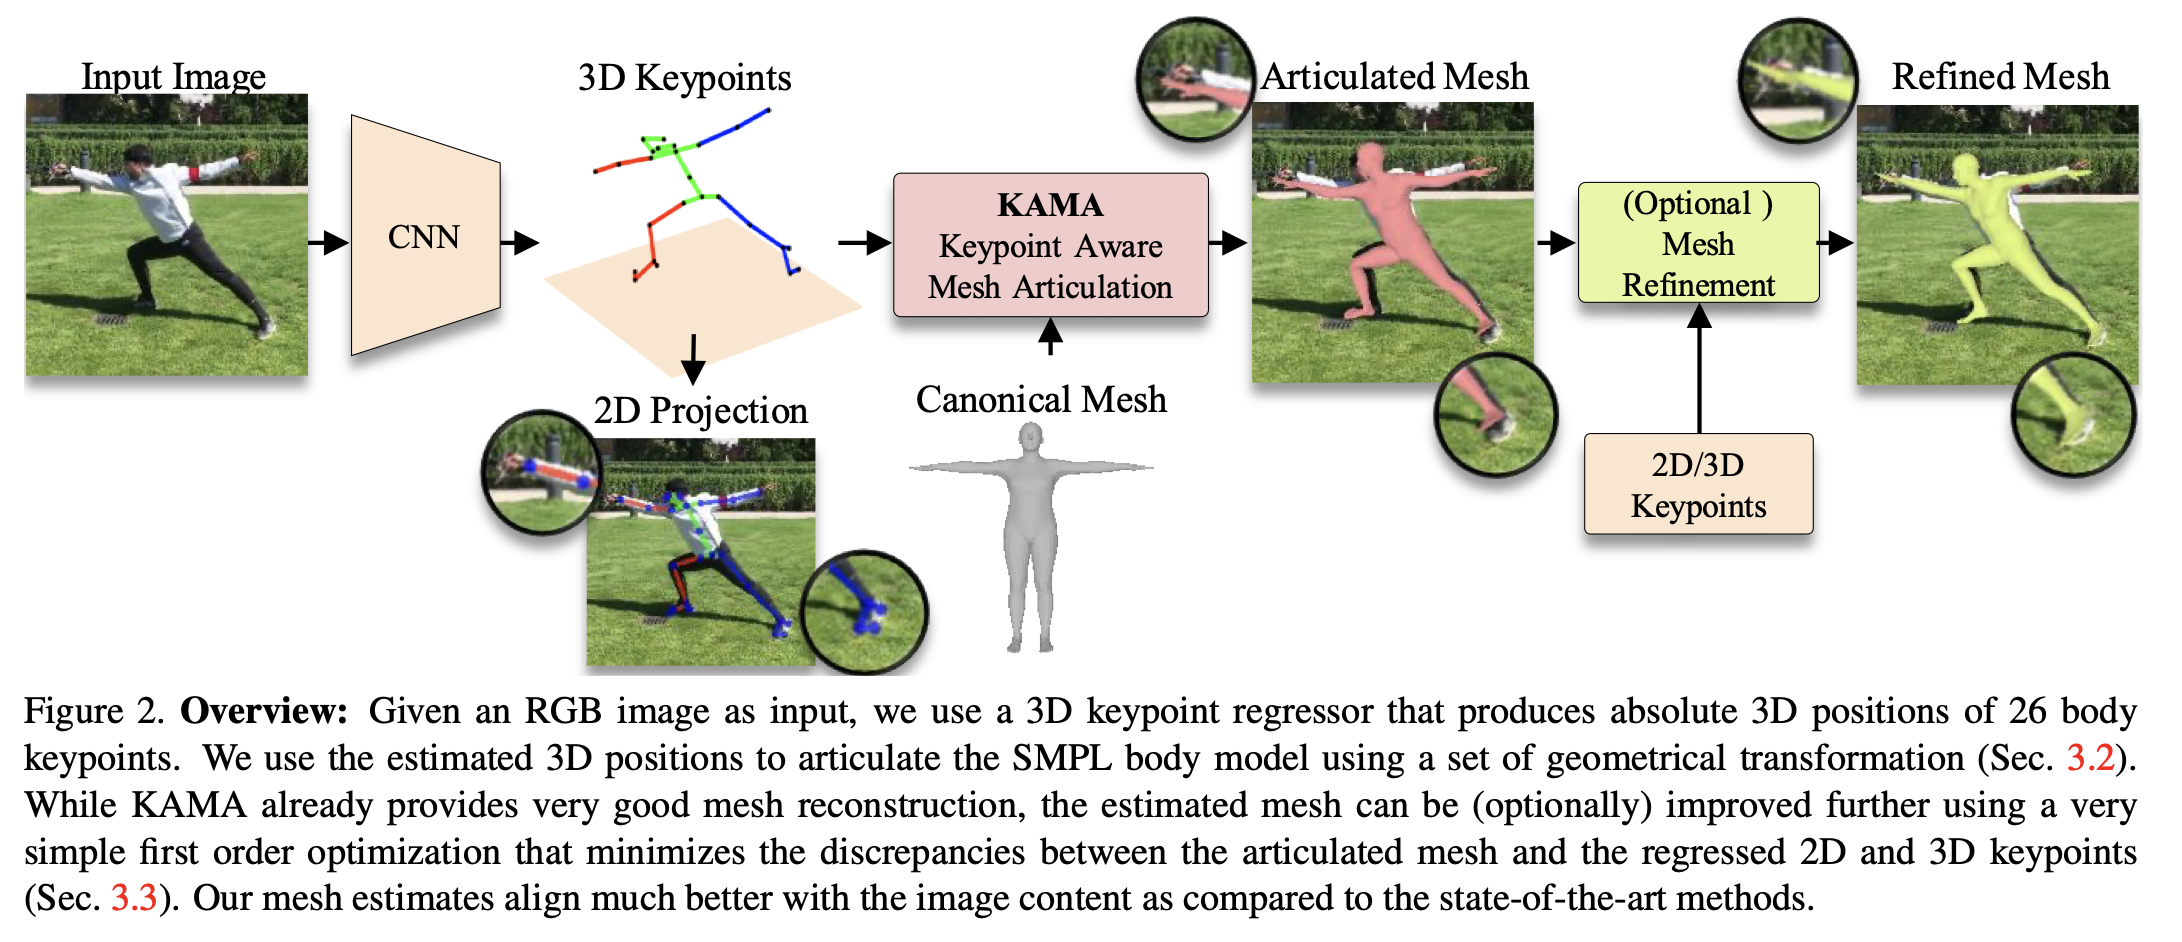 Input Image
CNN
3D Keypoints
2D Projection
KAMA
Keypoint Aware
Mesh Articulation
Canonical Mesh
Articulated Mesh
(Optional )
Mesh
Refinement
2D/3D
Keypoints
Refined Mesh
Figure 2. Overview: Given an RGB image as input, we use a 3D keypoint regressor that produces absolute 3D positions of 26 body
keypoints. We use the estimated 3D positions to articulate the SMPL body model using a set of geometrical transformation (Sec. 3.2).
While KAMA already provides very good mesh reconstruction, the estimated mesh can be (optionally) improved further using a very
simple first order optimization that minimizes the discrepancies between the articulated mesh and the regressed 2D and 3D keypoints
(Sec. 3.3). Our mesh estimates align much better with the image content as compared to the state-of-the-art methods.